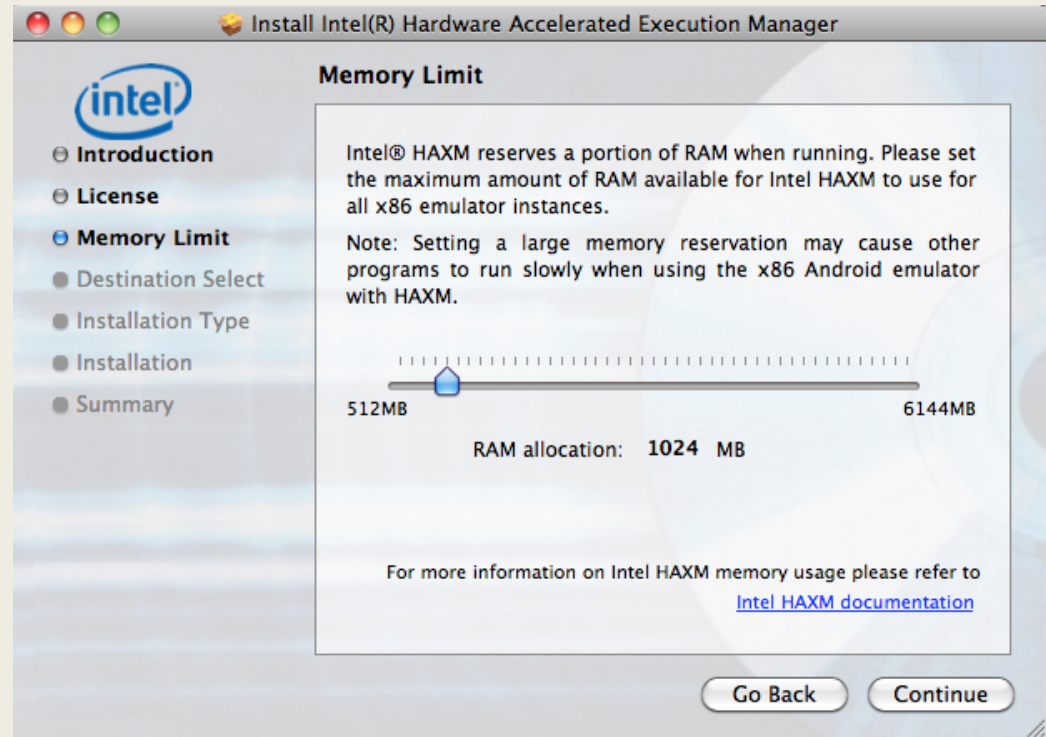 Install Intel(R) Hardware Accelerated Execution Manager
intel
Introduction
License
Memory Limit
Destination Select
Installation Type
Installation
Summary
Memory Limit
Intel® HAXM reserves a portion of RAM when running. Please set
the maximum amount of RAM available for Intel HAXM to use for
all x86 emulator instances.
Note: Setting a large memory reservation may cause other
programs to run slowly when using the x86 Android emulator
with HAXM.
512MB 6144MB
RAM allocation: 1024 MB
For more information on Intel HAXM memory usage please refer to
Intel HAXM documentation
Go Back Continue